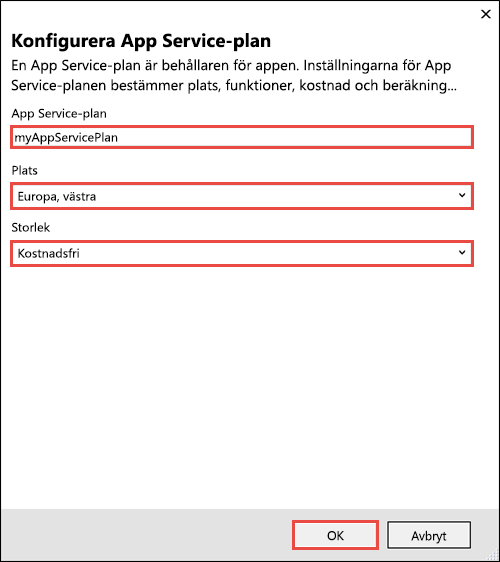 Konfigurera App Service-plan
En App Service-plan är behållaren för appen. Inställningarna för App
Service-planen bestämmer plats, funktioner, kostnad och beräkning...
App Service-plan
myAppServicePlan
Plats
Europa, västra
Storlek
Kostnadsfri
OK
Avbryt